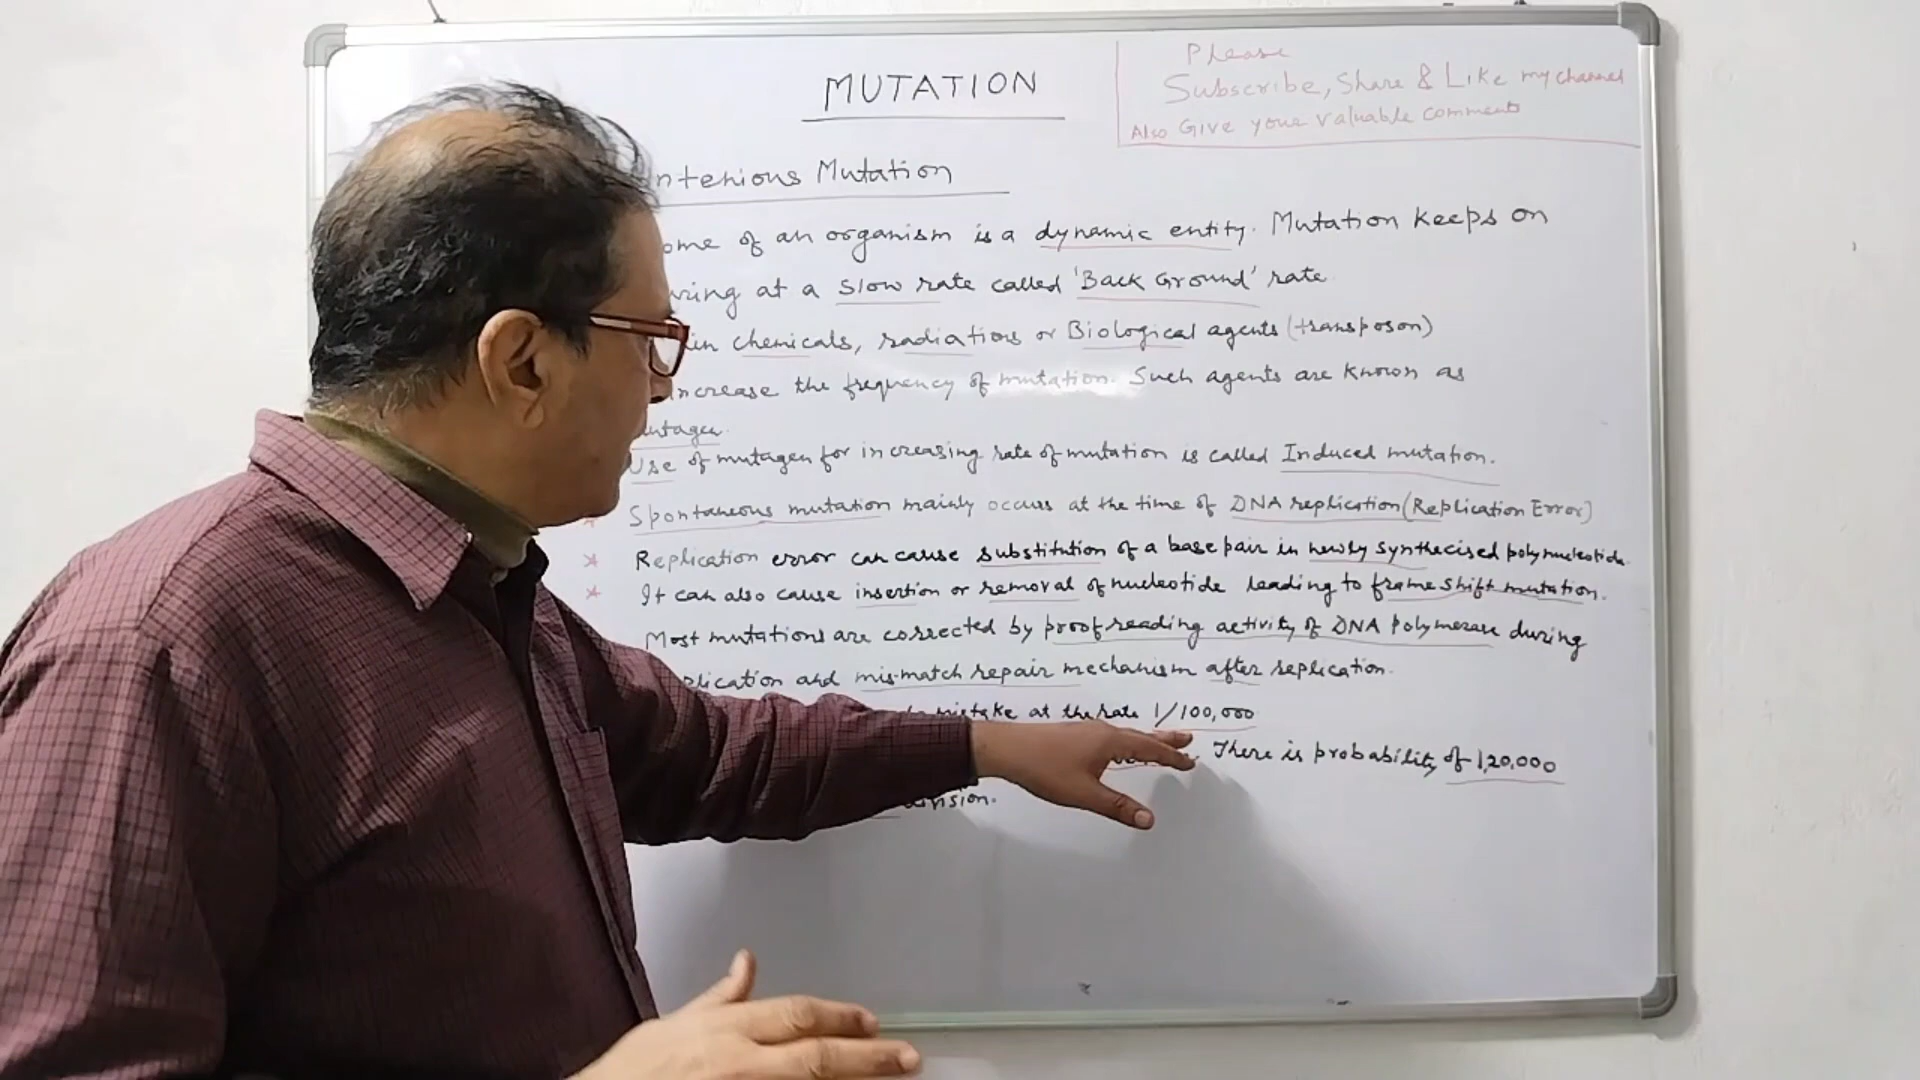 MUTATION
Please
Subscribe, Share & Like my channel
Also Give your valuable comments
ntenious Mutation
ome of an organism is a dynamic entity. Mutation keeps on
ring at a slow rate called 'Back Ground' rate
in chemicals, radiations or Biological agents (transposon)
increase the frequency of mutation. Such agents are known as
utagen.
Use of mutagen for increasing rate of mutation is called Induced mutation.
* Spontaneous mutation mainly occurs at the time of DNA replication (Replication Error)
* Replication error can cause substitution of a base pair in newly synthecised polynucleotide.
* It can also cause insertion or removal of nucleotide leading to frame shift mutation.
Most mutations are corrected by proof reading activity of DNA polymerase during
plication and mis-match repair mechanism after replication.
mistake at the rate 1/100,000
There is probability of 1,20,000
division.